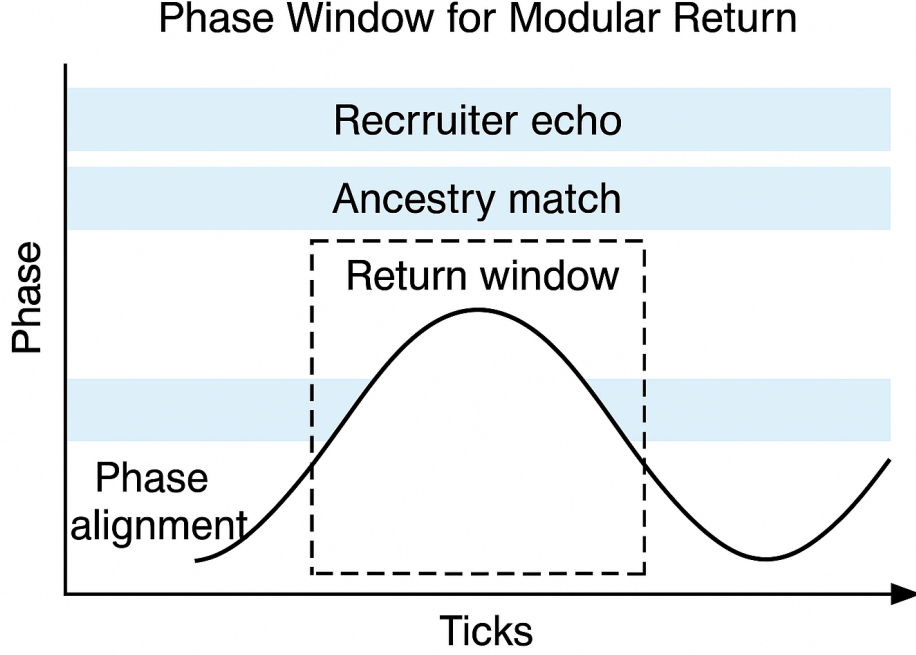 Phase Window for Modular Return
Recrruiter echo
Ancestry match
Return window
Phase
Phase
alignment
Ticks